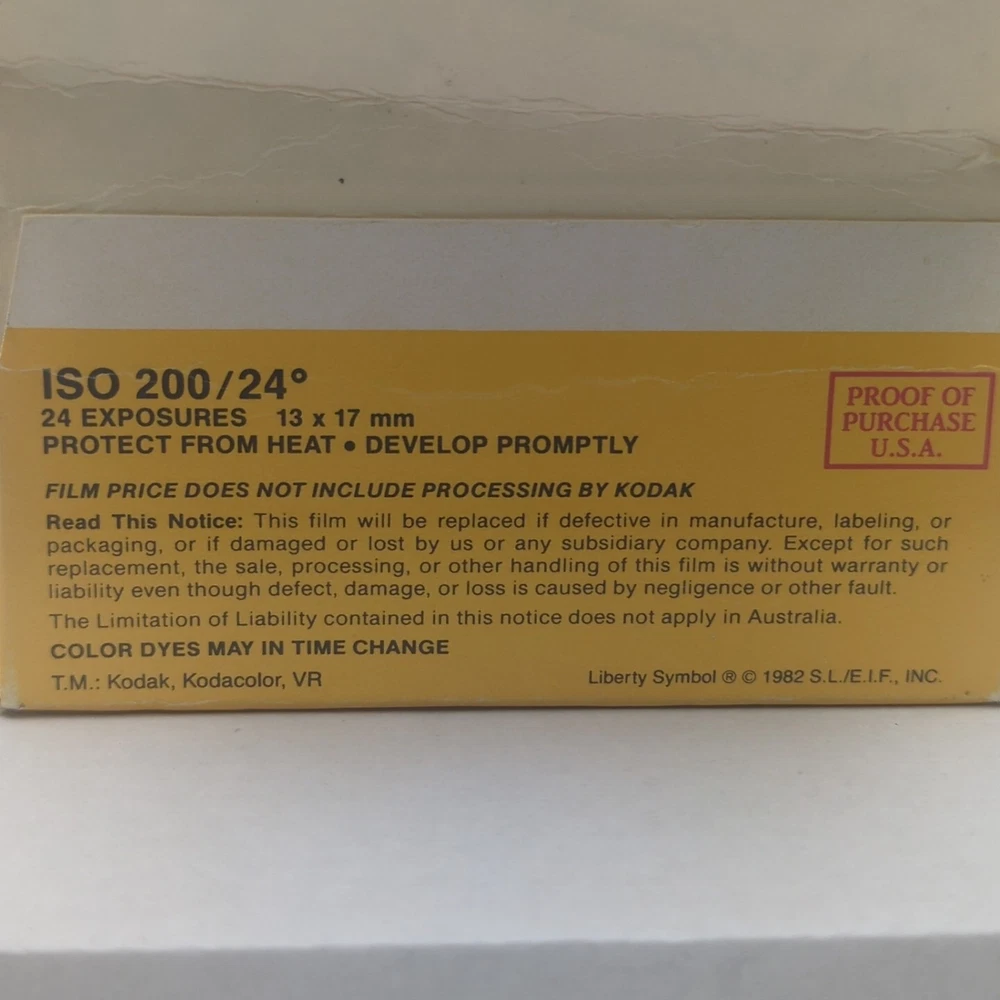 ISO 200/24°
24 EXPOSURES 13 x 17 mm
PROTECT FROM HEAT • DEVELOP PROMPTLY
PROOF OF
PURCHASE
U.S.A.
FILM PRICE DOES NOT INCLUDE PROCESSING BY KODAK
Read This Notice: This film will be replaced if defective in manufacture, labeling, or
packaging, or if damaged or lost by us or any subsidiary company. Except for such
replacement, the sale, processing, or other handling of this film is without warranty or
liability even though defect, damage, or loss is caused by negligence or other fault.
The Limitation of Liability contained in this notice does not apply in Australia.
COLOR DYES MAY IN TIME CHANGE
T.M.: Kodak, Kodacolor, VR
Liberty Symbol ® © 1982 S.L./E.I.F., INC.